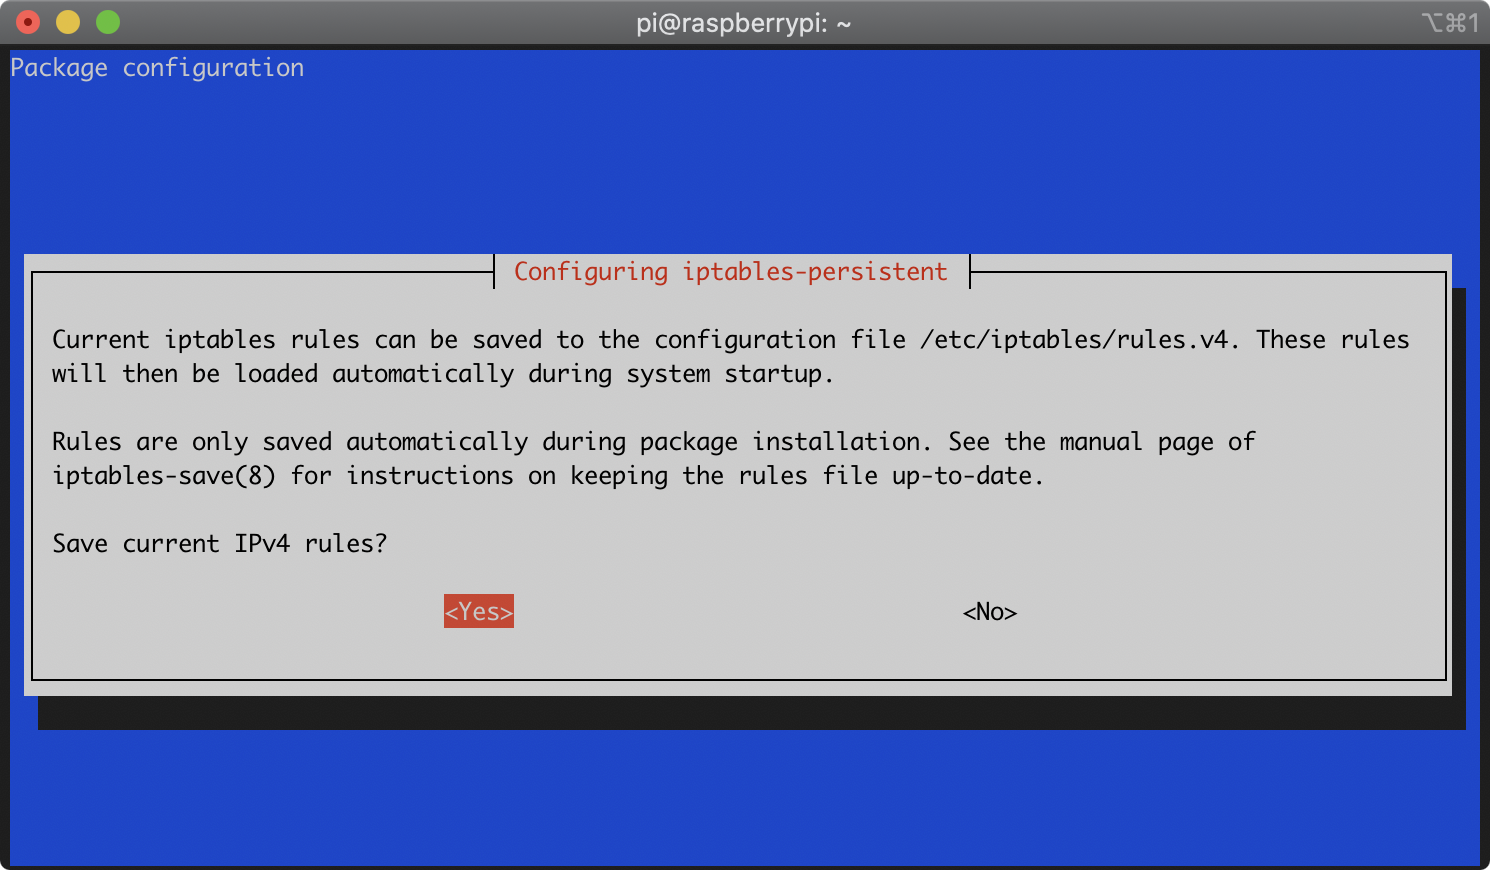 pi@raspberrypi: ~
⌥⌘1
Package configuration
Configuring iptables-persistent
Current iptables rules can be saved to the configuration file /etc/iptables/rules.v4. These rules
will then be loaded automatically during system startup.
Rules are only saved automatically during package installation. See the manual page of
iptables-save(8) for instructions on keeping the rules file up-to-date.
Save current IPv4 rules?
<Yes> <No>